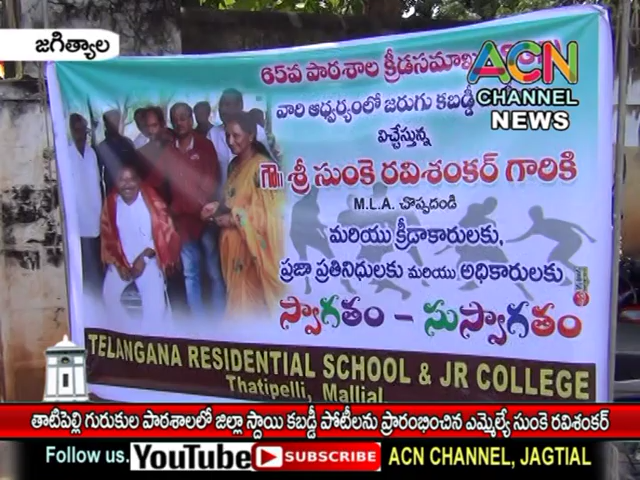 జగిత్యాల
ACN
CHANNEL
NEWS
65వ పాఠశాల క్రీడసమాఖ్య
వారి ఆధ్వర్యంలో జరుగు కబడ్డీ
విచ్చేస్తున్న
గౌ॥ శ్రీ సుంకె రవిశంకర్ గారికి
M.L.A. చొప్పదండి
మరియు క్రీడాకారులకు,
ప్రజా ప్రతినిధులకు మరియు అధికారులకు
స్వాగతం – సుస్వాగతం
TELANGANA RESIDENTIAL SCHOOL & JR COLLEGE
Thatipelli, Mallial
తాటిపెల్లి గురుకుల పాఠశాలలో జిల్లా స్దాయి కబడ్డీ పోటీలను ప్రారంభించిన ఎమ్మెల్యే సుంకె రవిశంకర్
Follow us. YouTube SUBSCRIBE ACN CHANNEL, JAGTIAL